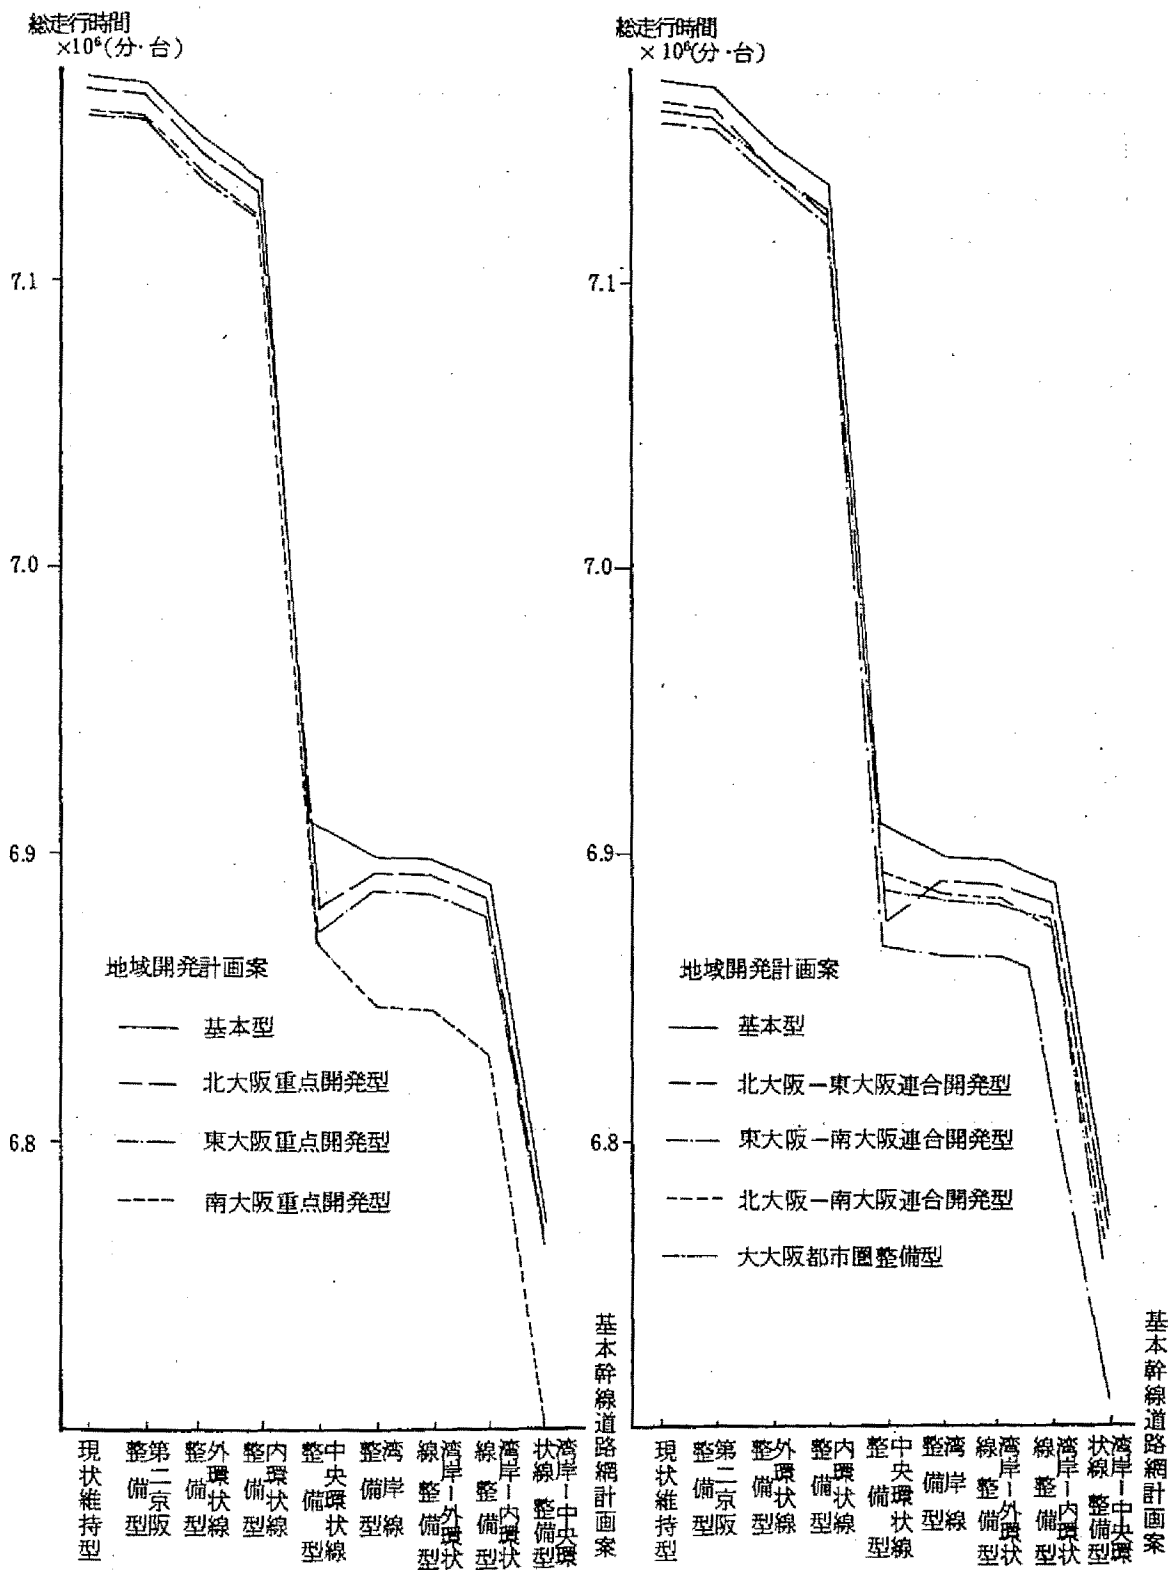 総走行時間
×10⁶(分・台)
7.1
7.0
6.9
6.8
地域開発計画案
基本型
北大阪重点開発型
東大阪重点開発型
南大阪重点開発型
現状維持型
第二京阪
整備型
外環状線
整備型
内環状線
整備型
中央環状線
整備型
湾岸線
整備型
湾岸-外環状
線整備型
湾岸-内環状
線整備型
湾岸-中央環
状線整備型
基本幹線道路網計画案
総走行時間
×10⁶(分・台)
7.1
7.0
6.9
6.8
地域開発計画案
基本型
北大阪-東大阪連合開発型
東大阪-南大阪連合開発型
北大阪-南大阪連合開発型
大大阪都市圏整備型
現状維持型
第二京阪
整備型
外環状線
整備型
内環状線
整備型
中央環状線
整備型
湾岸線
整備型
湾岸-外環状
線整備型
湾岸-内環状
線整備型
湾岸-中央環
状線整備型
基本幹線道路網計画案